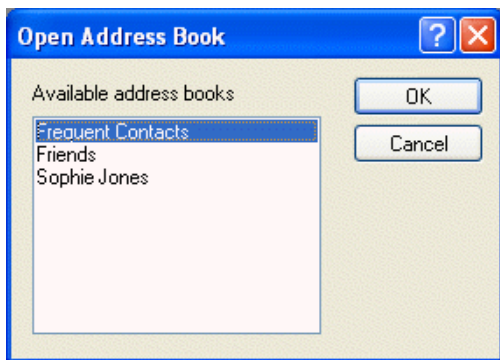 Open Address Book
Available address books
Frequent Contacts
Friends
Sophie Jones
OK
Cancel